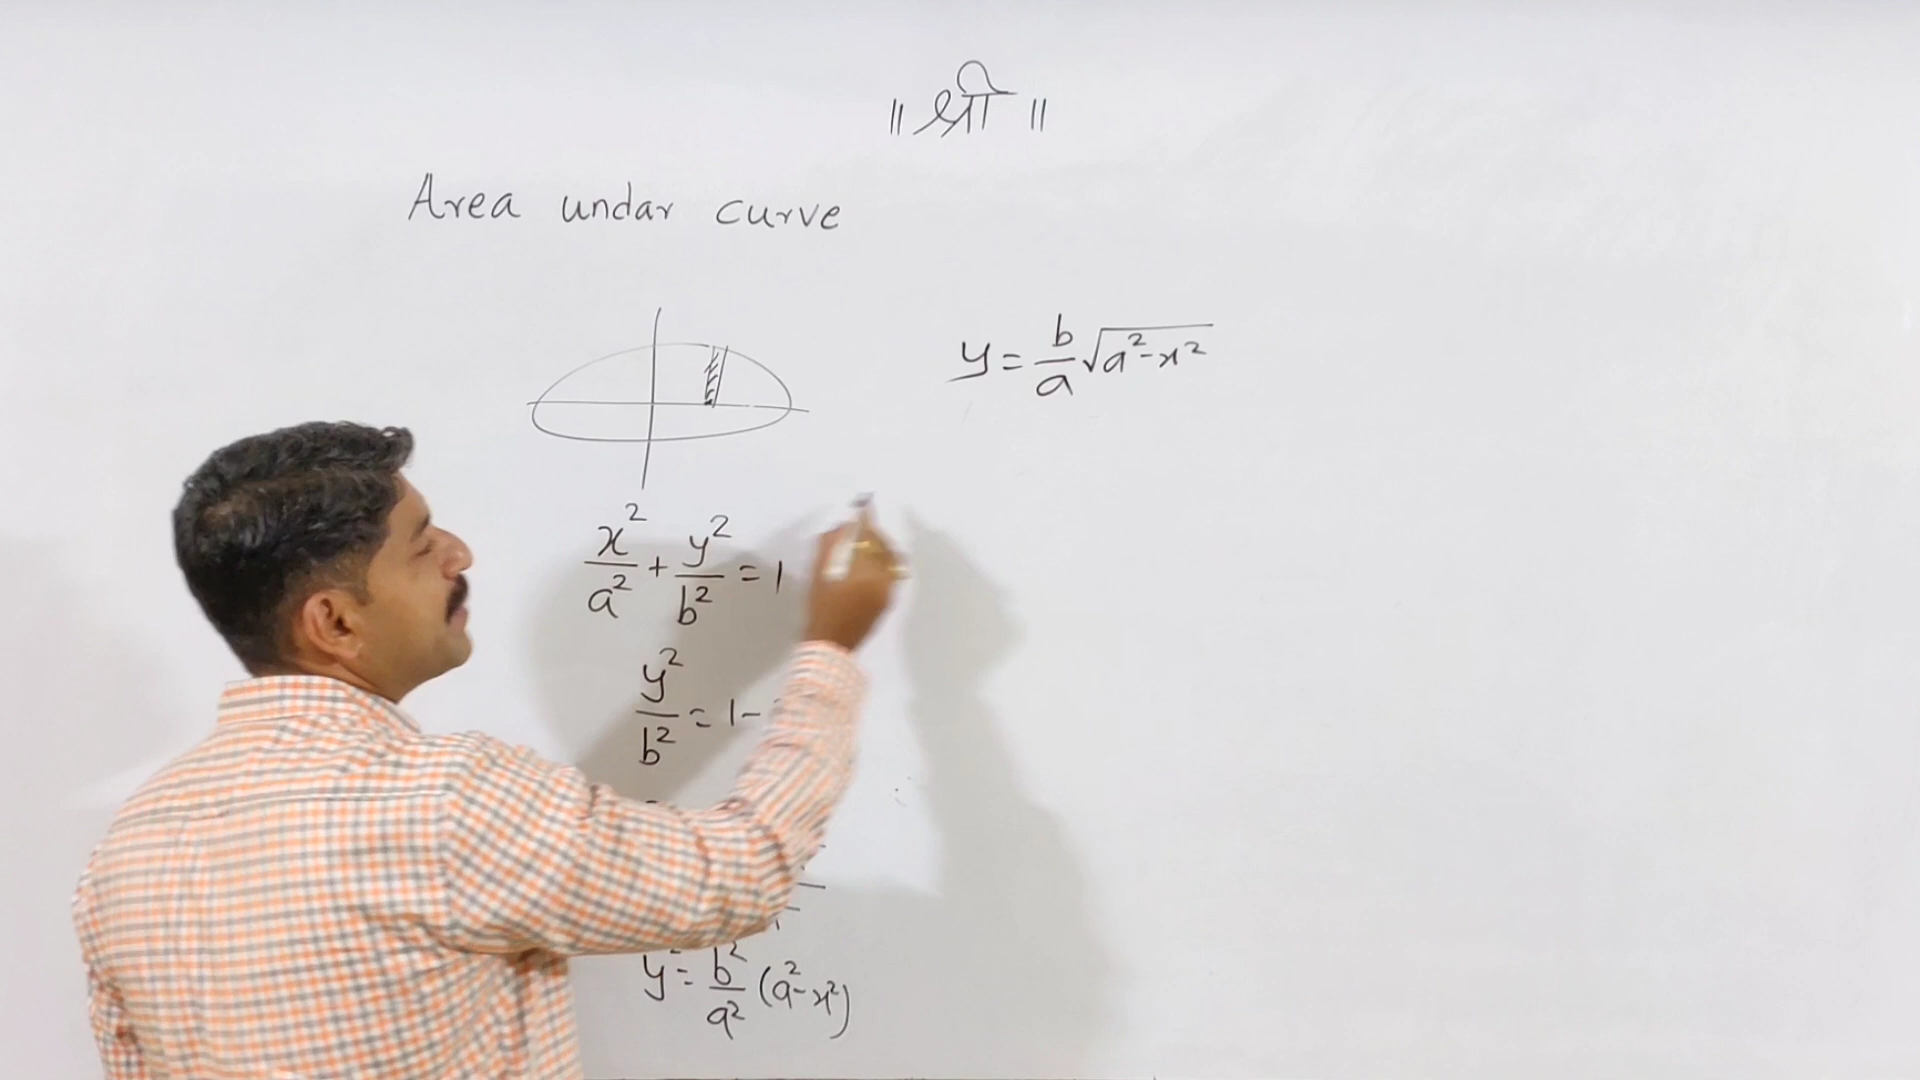 ॥ श्री ॥
Area undar curve
x²/a² + y²/b² = 1
y²/b² = 1 -
y² = b²/a² (a² - x²)
y = b/a √(a² - x²)